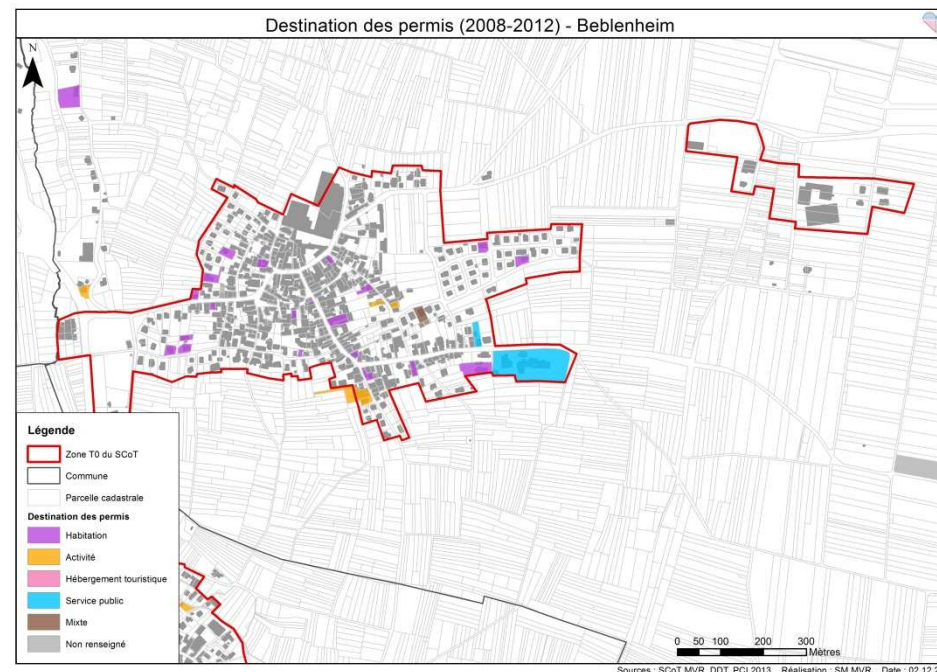 Destination des permis (2008-2012) - Beblenheim
N
Légende
Zone T0 du SCoT
Commune
Parcelle cadastrale
Destination des permis
Habitation
Activité
Hébergement touristique
Service public
Mixte
Non renseigné
0 50 100 200 300
Mètres
Sources : SCoT MVR, DDT, PCI 2013 Réalisation : SM MVR Date : 02.12.2